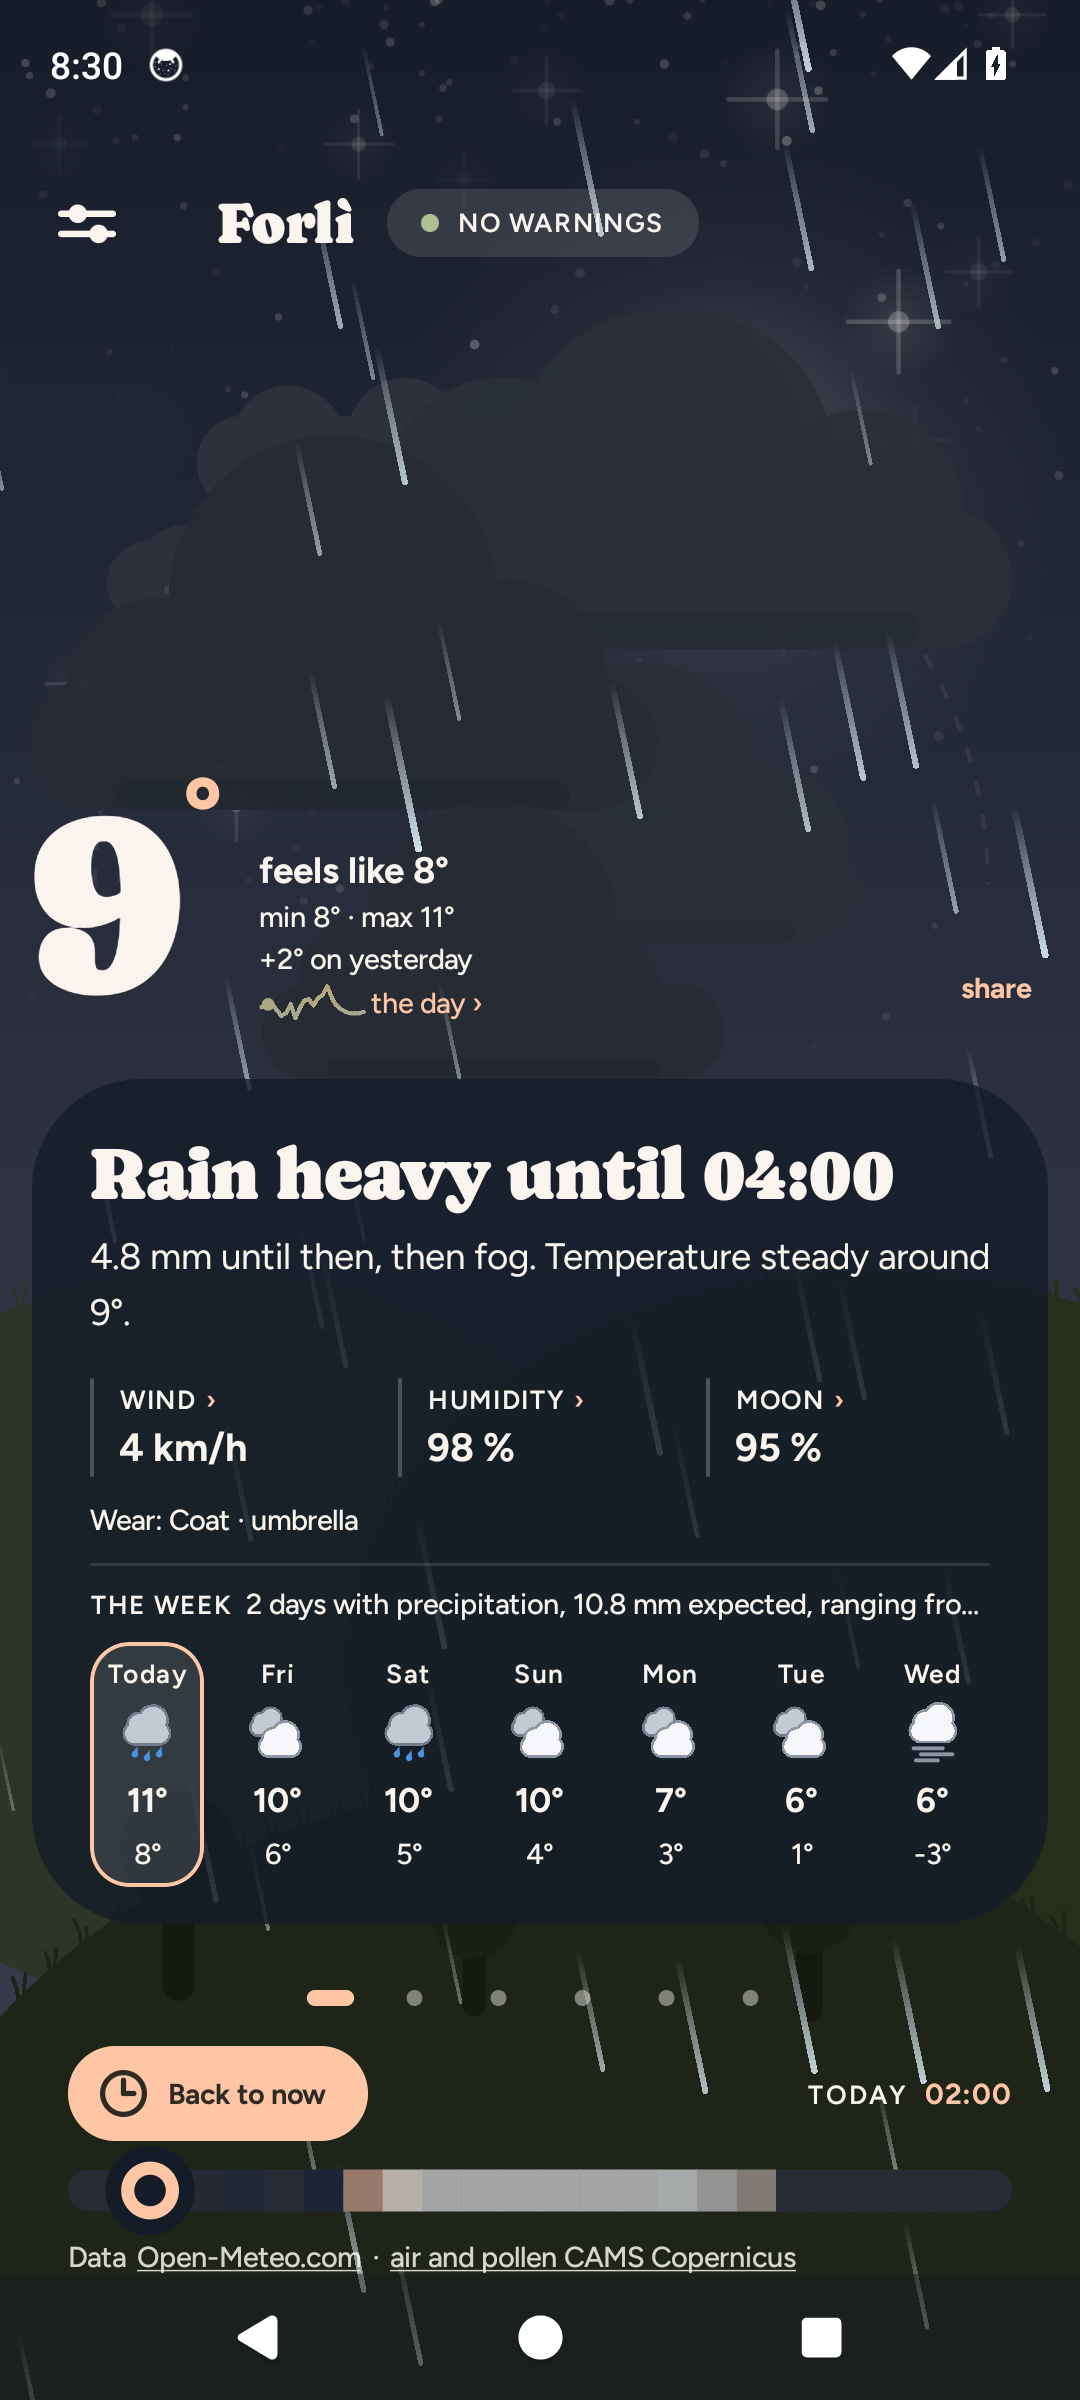 8:30
Forlì
NO WARNINGS
9°
feels like 8°
min 8° · max 11°
+2° on yesterday
the day ›
share
Rain heavy until 04:00
4.8 mm until then, then fog. Temperature steady around
9°.
WIND › HUMIDITY › MOON ›
4 km/h 98 % 95 %
Wear: Coat · umbrella
THE WEEK 2 days with precipitation, 10.8 mm expected, ranging fro...
Today Fri Sat Sun Mon Tue Wed
11° 10° 10° 10° 7° 6° 6°
8° 6° 5° 4° 3° 1° -3°
Back to now
TODAY 02:00
Data Open-Meteo.com · air and pollen CAMS Copernicus